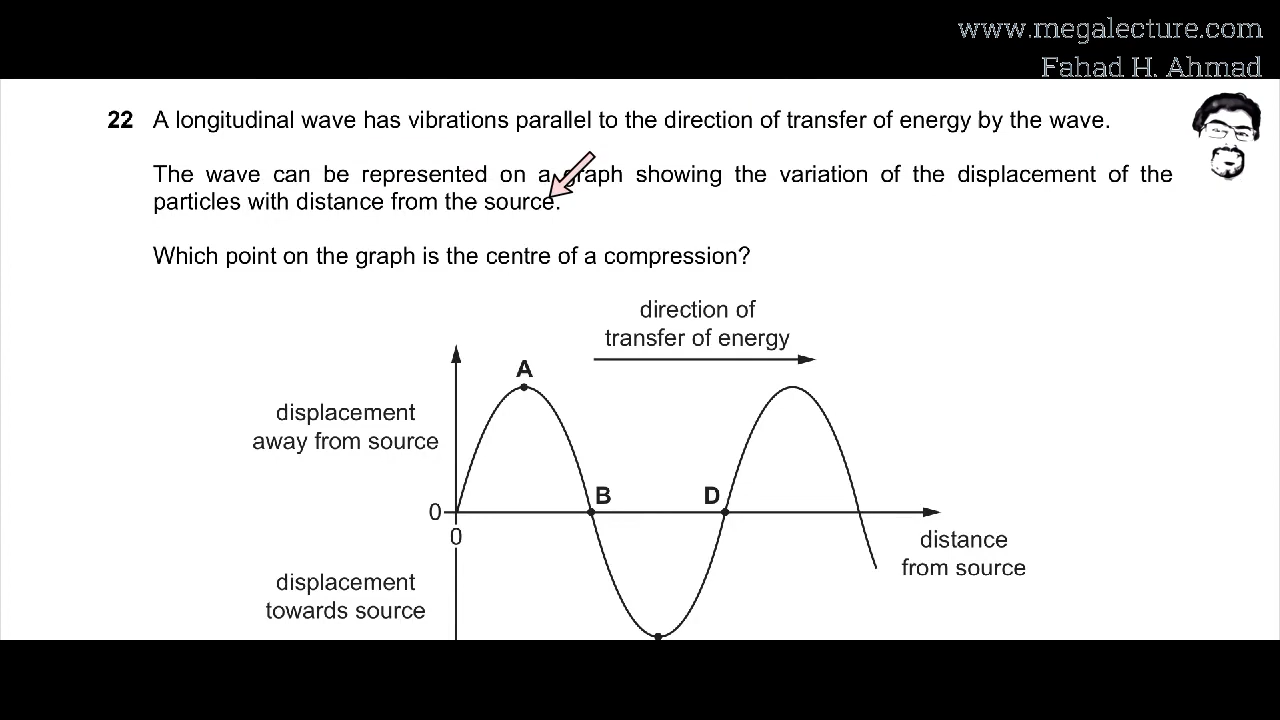 www.megalecture.com
Fahad H. Ahmad
22 A longitudinal wave has vibrations parallel to the direction of transfer of energy by the wave.
The wave can be represented on a graph showing the variation of the displacement of the
particles with distance from the source.
Which point on the graph is the centre of a compression?
direction of
transfer of energy
A
displacement
away from source
B
D
0
0
distance
from source
displacement
towards source